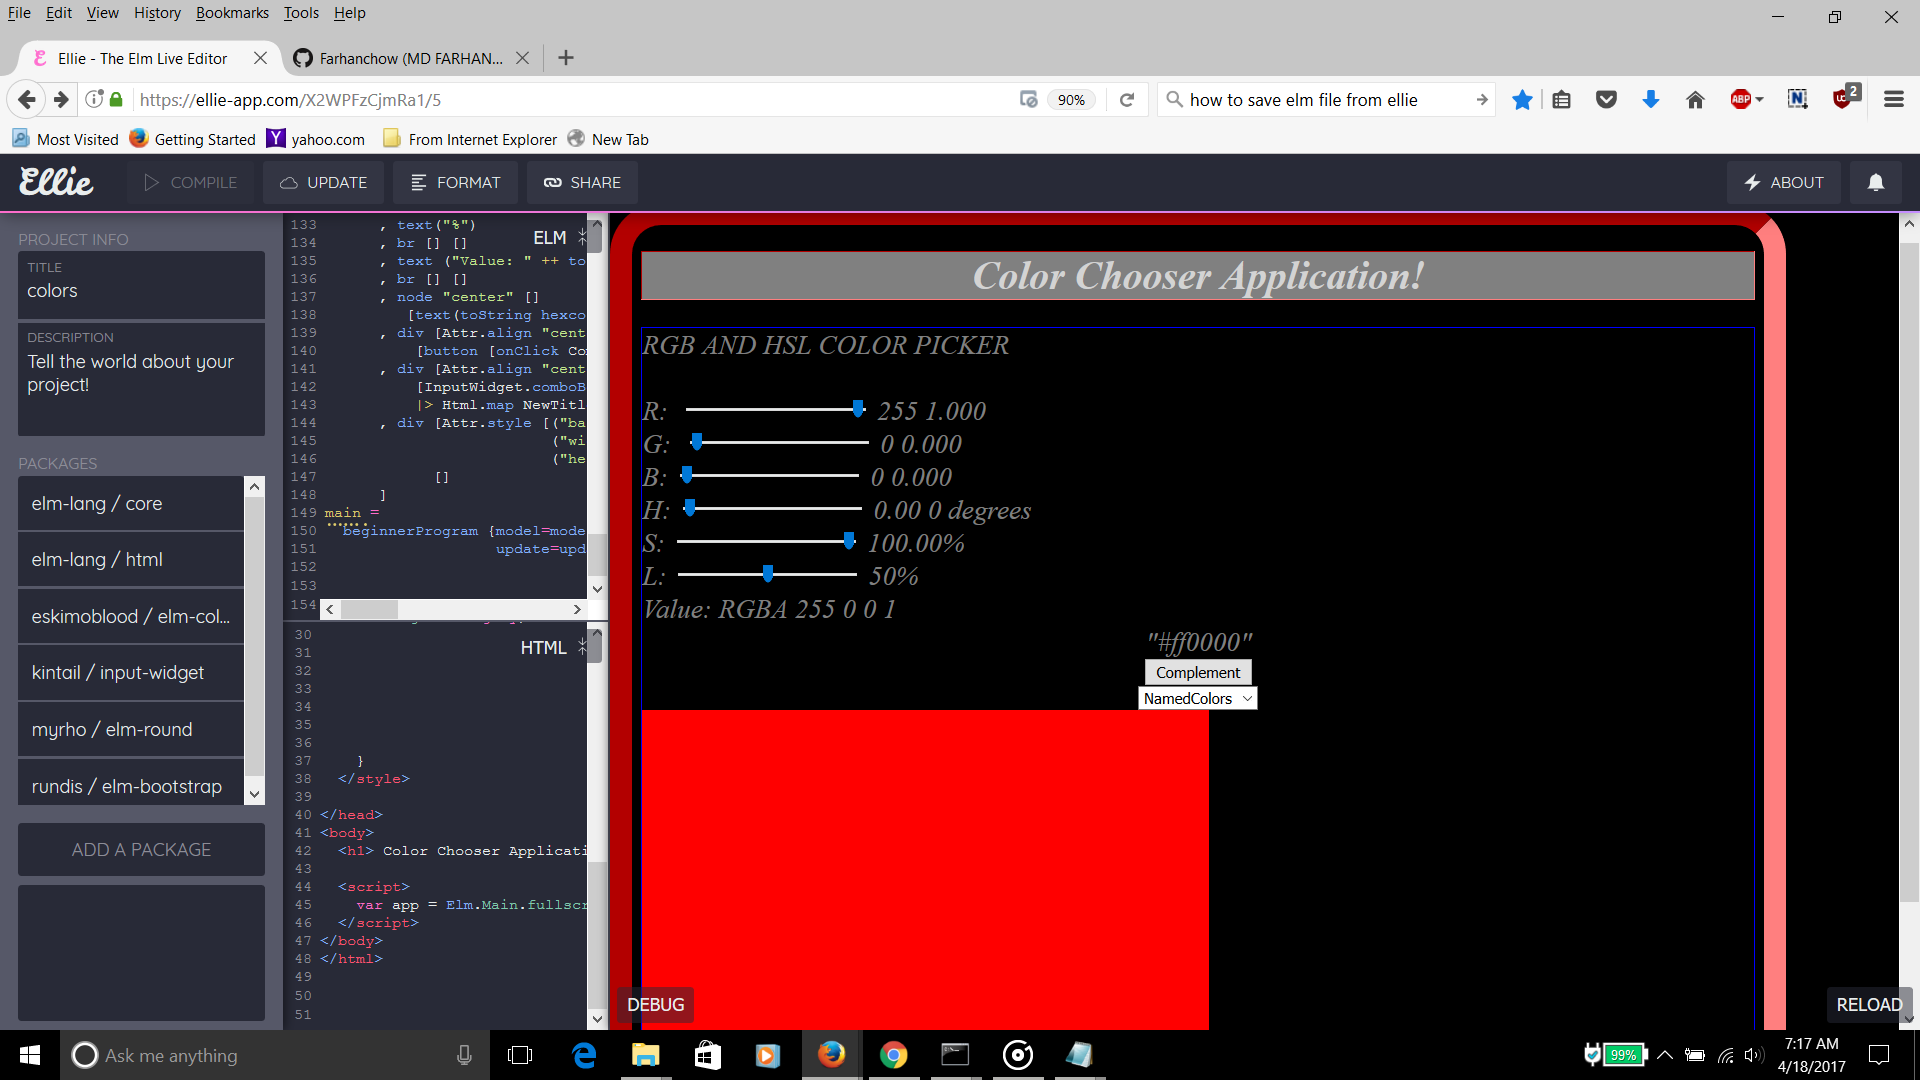 File Edit View History Bookmarks Tools Help
Ellie - The Elm Live Editor
Farhanchow (MD FARHAN...
https://ellie-app.com/X2WPFzCjmRa1/5
90%
how to save elm file from ellie
ABP
N
2
Most Visited Getting Started yahoo.com From Internet Explorer New Tab
Ellie COMPILE UPDATE FORMAT SHARE ABOUT
PROJECT INFO
TITLE
colors
DESCRIPTION
Tell the world about your
project!
PACKAGES
elm-lang / core
elm-lang / html
eskimoblood / elm-col...
kintail / input-widget
myrho / elm-round
rundis / elm-bootstrap
ADD A PACKAGE
ELM
133 , text("%")
134 , br [] []
135 , text ("Value: " ++ to
136 , br [] []
137 , node "center" []
138 [text(toString hexco
139 , div [Attr.align "cent
140 [button [onClick Co
141 , div [Attr.align "cent
142 [InputWidget.comboB
143 |> Html.map NewTitl
144 , div [Attr.style [("ba
145 ("wi
146 ("he
147 []
148 ]
149 main =
150 beginnerProgram {model=mode
151 update=upd
152
153
154
HTML
30
31
32
33
34
35
36
37 }
38 </style>
39
40 </head>
41 <body>
42 <h1> Color Chooser Applicati
43
44 <script>
45 var app = Elm.Main.fullscr
46 </script>
47 </body>
48 </html>
49
50
51
Color Chooser Application!
RGB AND HSL COLOR PICKER
R: 255 1.000
G: 0 0.000
B: 0 0.000
H: 0.00 0 degrees
S: 100.00%
L: 50%
Value: RGBA 255 0 0 1
"#ff0000"
Complement
NamedColors
DEBUG
RELOAD
Ask me anything
99%
7:17 AM
4/18/2017